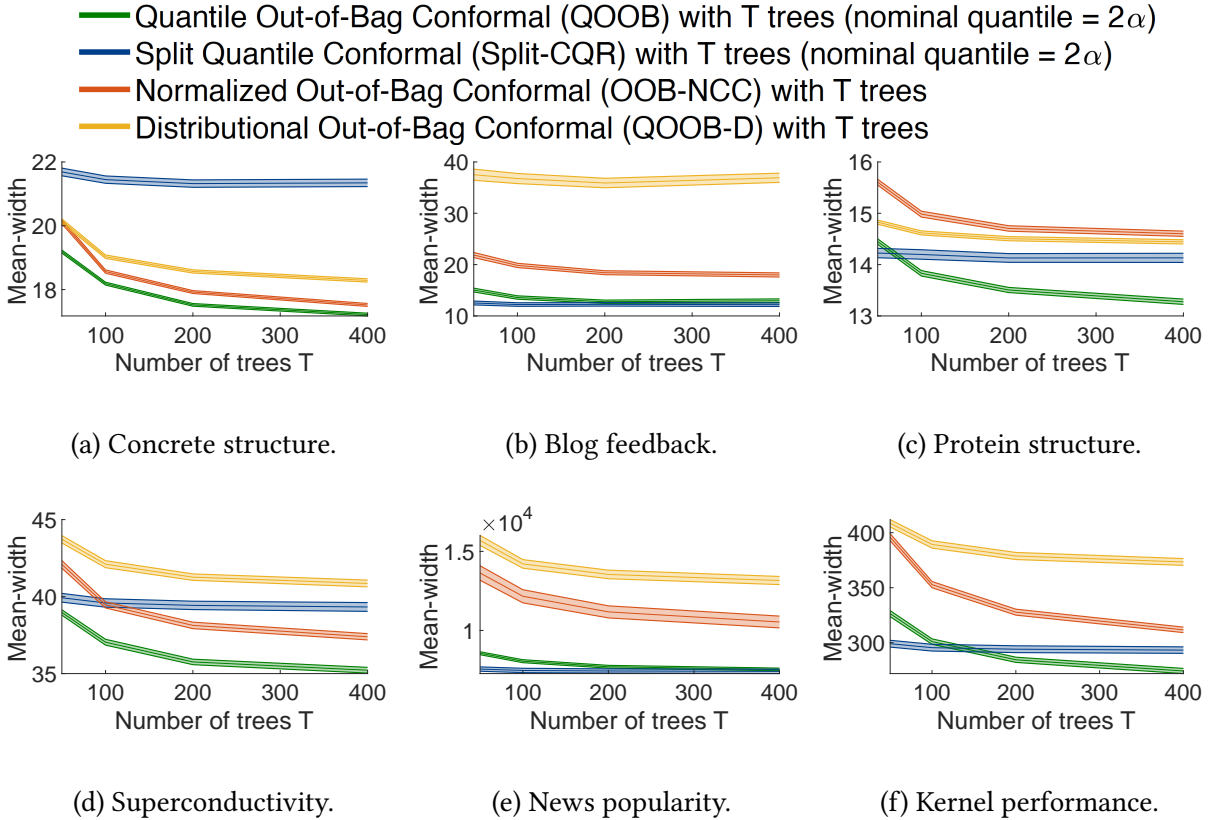 Quantile Out-of-Bag Conformal (QOOB) with T trees (nominal quantile = 2α)
Split Quantile Conformal (Split-CQR) with T trees (nominal quantile = 2α)
Normalized Out-of-Bag Conformal (OOB-NCC) with T trees
Distributional Out-of-Bag Conformal (QOOB-D) with T trees
22
20
18
Mean-width
100 200 300 400
Number of trees T
40
30
20
10
Mean-width
100 200 300 400
Number of trees T
16
15
14
13
Mean-width
100 200 300 400
Number of trees T
(a) Concrete structure.
(b) Blog feedback.
(c) Protein structure.
45
40
35
Mean-width
100 200 300 400
Number of trees T
×10⁴
1.5
1
Mean-width
100 200 300 400
Number of trees T
400
350
300
Mean-width
100 200 300 400
Number of trees T
(d) Superconductivity.
(e) News popularity.
(f) Kernel performance.